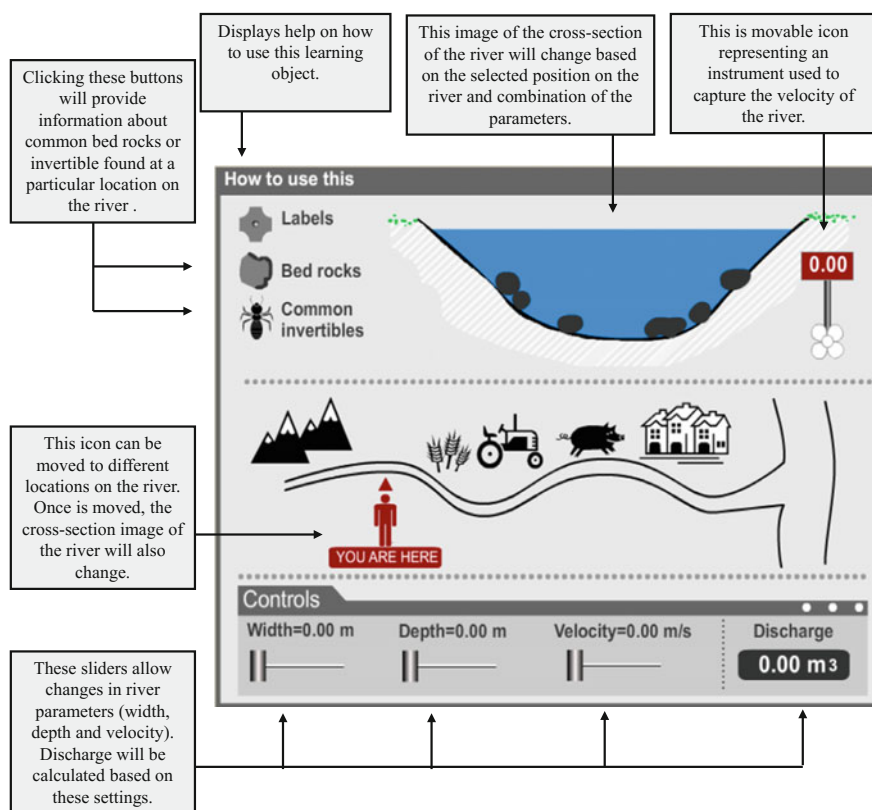 Displays help on how
to use this learning
object.
This image of the cross-section
of the river will change based
on the selected position on the
river and combination of the
parameters.
This is movable icon
representing an
instrument used to
capture the velocity of
the river.
Clicking these buttons
will provide
information about
common bed rocks or
invertible found at a
particular location on
the river .
How to use this
Labels
Bed rocks
Common
invertibles
0.00
This icon can be
moved to different
locations on the river.
Once is moved, the
cross-section image of
the river will also
change.
YOU ARE HERE
Controls
Width=0.00 m
Depth=0.00 m
Velocity=0.00 m/s
Discharge
0.00 m3
These sliders allow
changes in river
parameters (width,
depth and velocity).
Discharge will be
calculated based on
these settings.